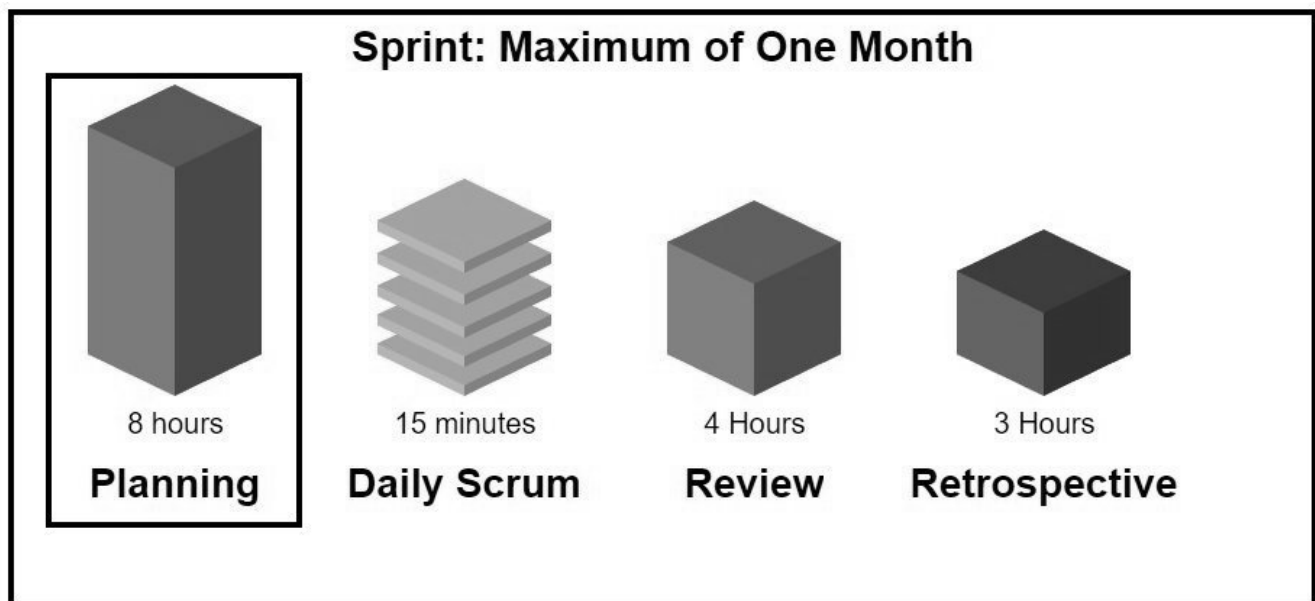 Sprint: Maximum of One Month
8 hours
Planning
15 minutes
Daily Scrum
4 Hours
Review
3 Hours
Retrospective